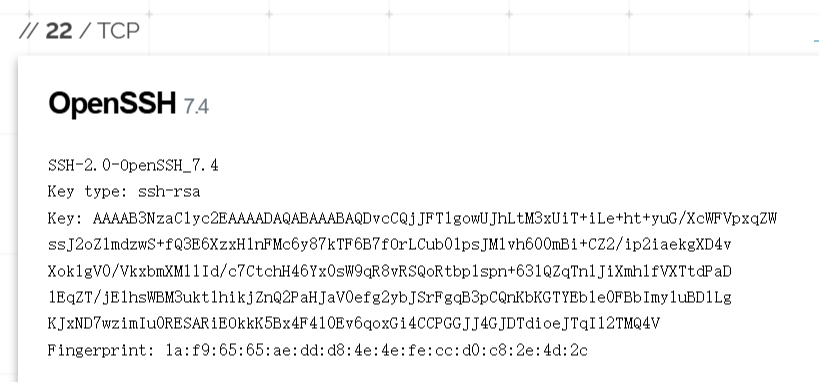 // 22 / TCP
OpenSSH 7.4
SSH-2.0-OpenSSH_7.4
Key type: ssh-rsa
Key: AAAAB3NzaC1yc2EAAAADAQABAAABAQDvcCQjJFT1gowUJhLtM3xUiT+iLe+ht+yuG/XcWFVpxqZW
ssJ2oZ1mdzwS+fQ3E6XzxH1nFMc6y87kTF6B7f0rLCub01psJM1vh600mBi+CZ2/ip2iaekgXD4v
Xok1gV0/VkxbmXM11Id/c7CtchH46Yx0sW9qR8vRSQoRtbp1spn+631QZqTn1JiXmh1fVXTtdPaD
1EqZT/jE1hsWBM3ukt1hikjZnQ2PaHJaV0efg2ybJSrFgqB3pCQnKbKGTYEb1e0FBbImy1uBD1Lg
KJxND7wzimIu0RESARiE0kkK5Bx4F410Ev6qoxGi4CCPGGJJ4GJDTdioeJTqI12TMQ4V
Fingerprint: 1a:f9:65:65:ae:dd:d8:4e:4e:fe:cc:d0:c8:2e:4d:2c